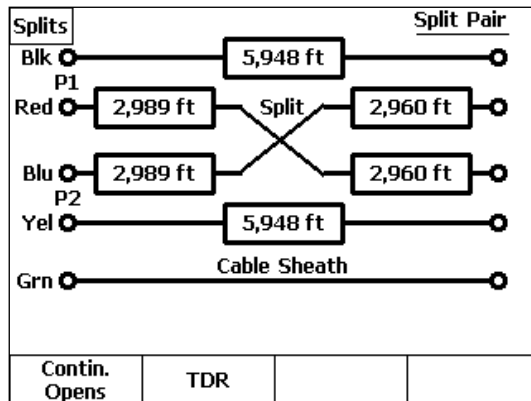 Splits
Split Pair
Blk
5,948 ft
P1
Red
2,989 ft
Split
2,960 ft
Blu
2,989 ft
2,960 ft
P2
Yel
5,948 ft
Cable Sheath
Grn
Contin.
Opens
TDR